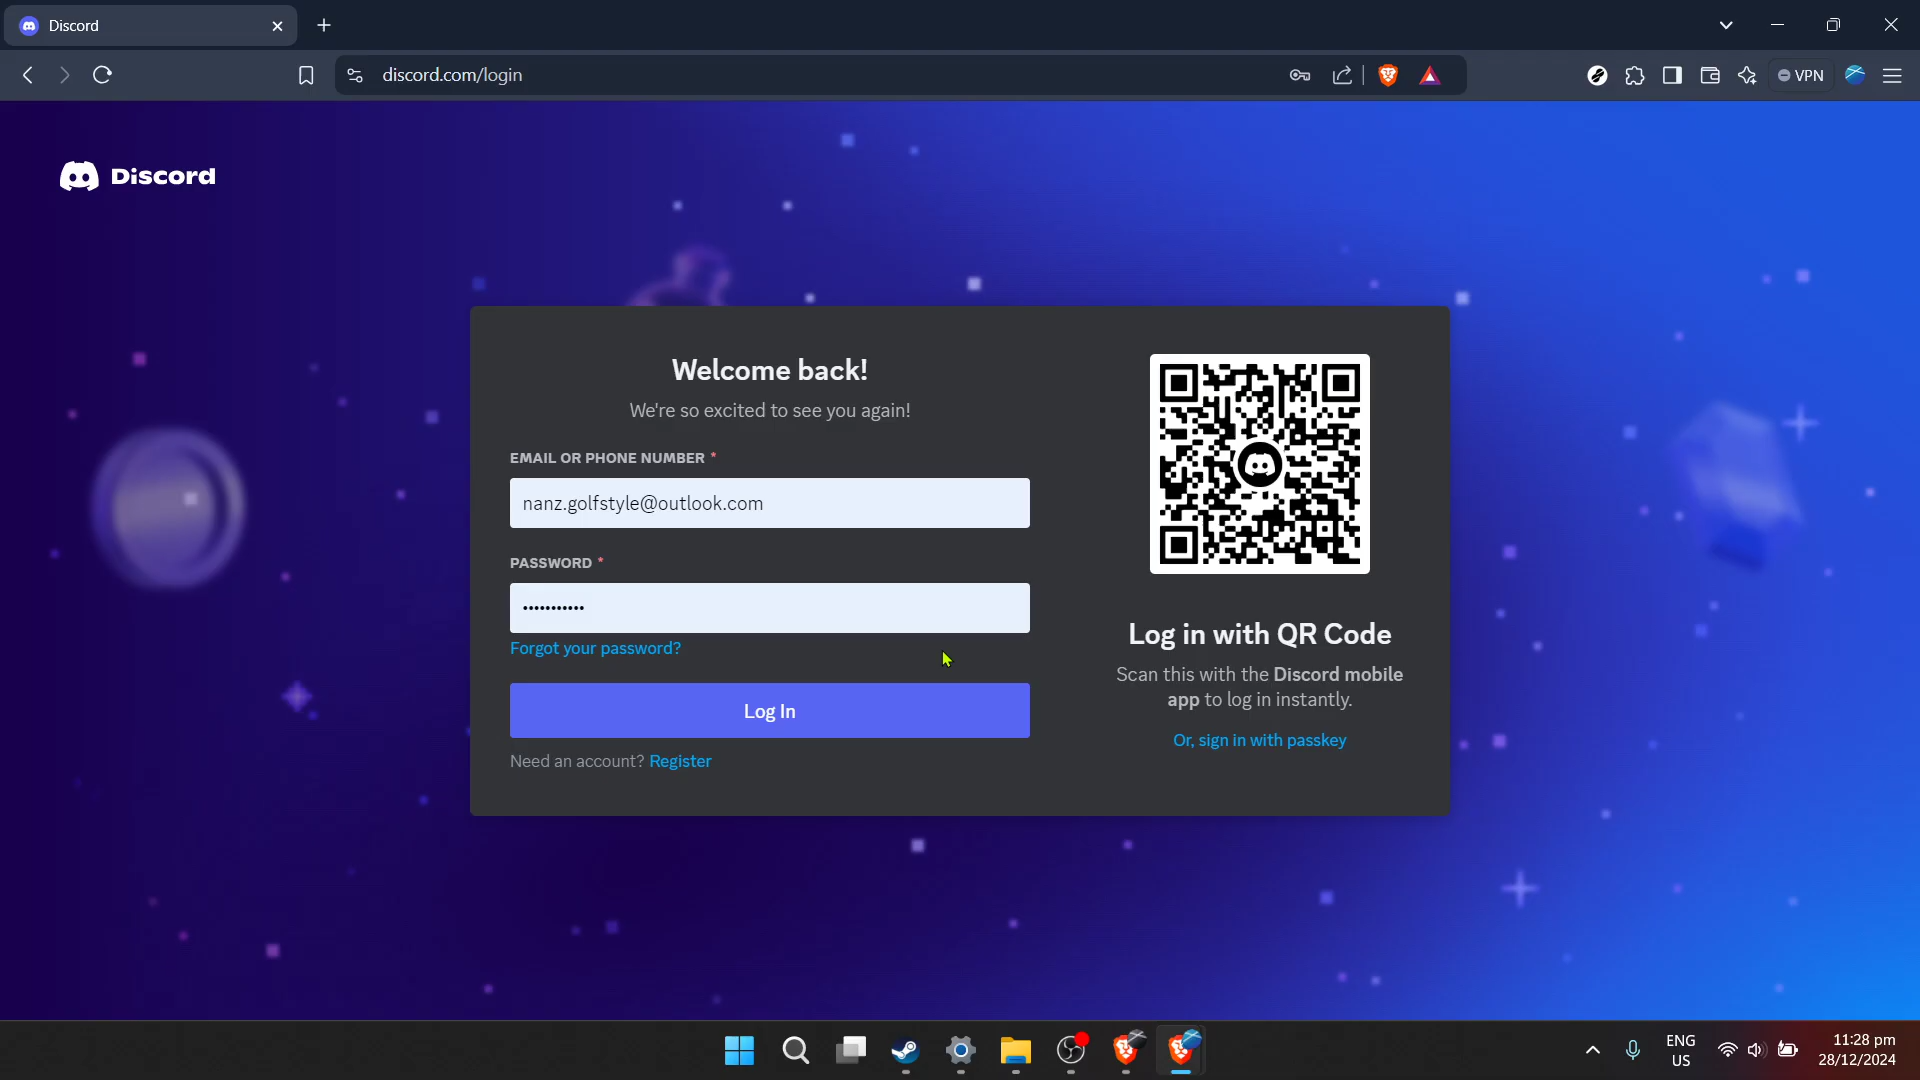 Discord
discord.com/login
VPN
Discord
Welcome back!
We're so excited to see you again!
EMAIL OR PHONE NUMBER *
nanz.golfstyle@outlook.com
PASSWORD *
•••••••••••
Forgot your password?
Log In
Need an account? Register
Log in with QR Code
Scan this with the Discord mobile
app to log in instantly.
Or, sign in with passkey
ENG
US
11:28 pm
28/12/2024